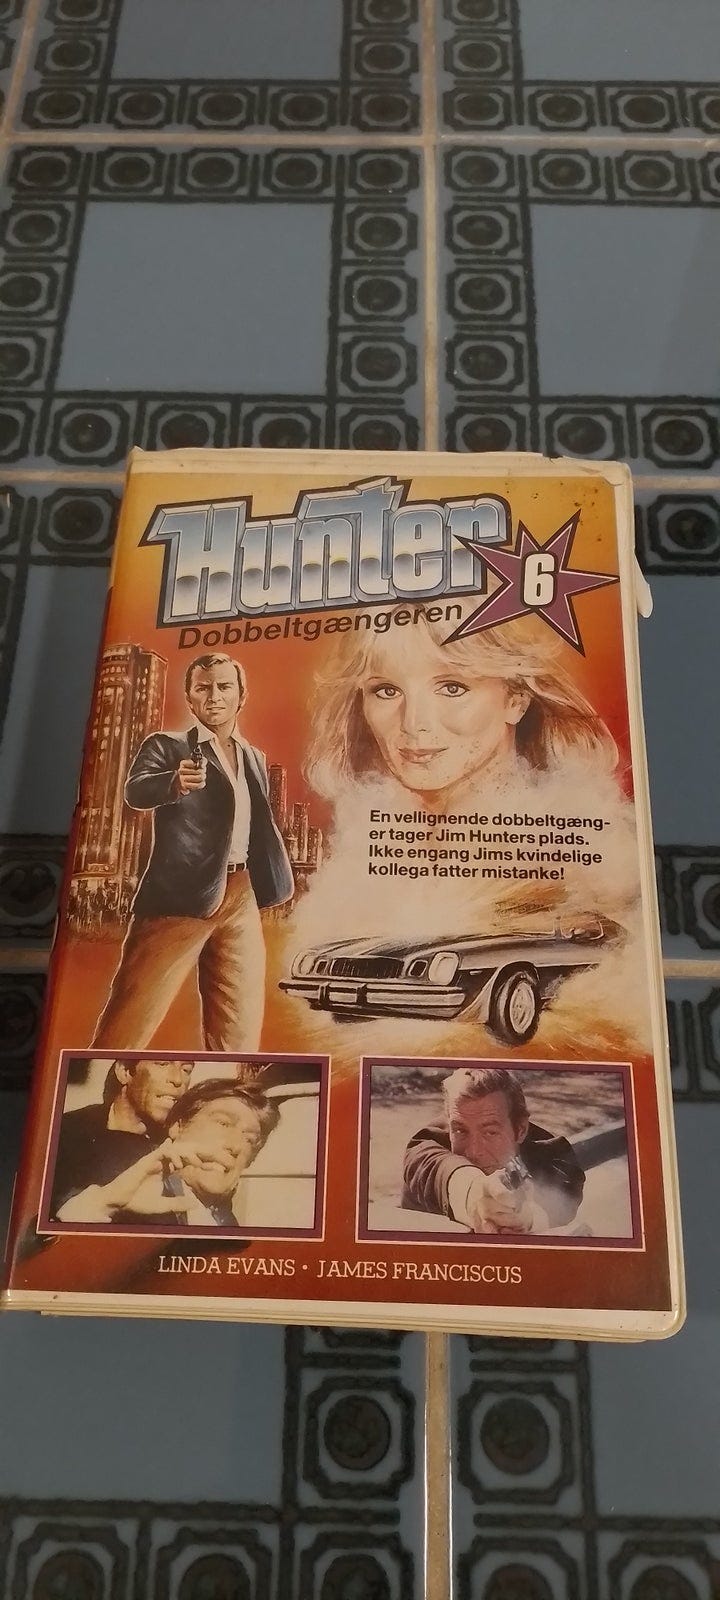 Hunter
6
Dobbeltgængeren
En vellignende dobbeltgæng-
er tager Jim Hunters plads.
Ikke engang Jims kvindelige
kollega fatter mistanke!
LINDA EVANS • JAMES FRANCISCUS